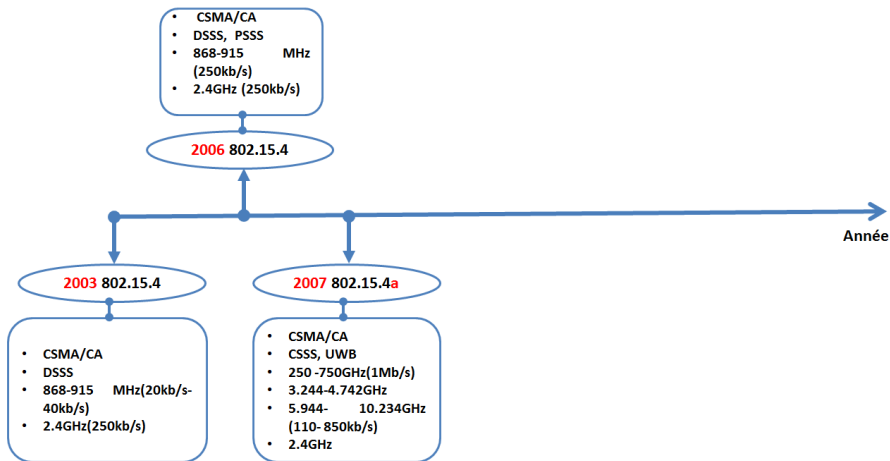 • CSMA/CA
• DSSS, PSSS
• 868-915 MHz
(250kb/s)
• 2.4GHz (250kb/s)
2006 802.15.4
Année
2003 802.15.4
• CSMA/CA
• DSSS
• 868-915 MHz(20kb/s-
40kb/s)
• 2.4GHz(250kb/s)
2007 802.15.4a
• CSMA/CA
• CSSS, UWB
• 250 -750GHz(1Mb/s)
• 3.244-4.742GHz
• 5.944- 10.234GHz
(110- 850kb/s)
• 2.4GHz